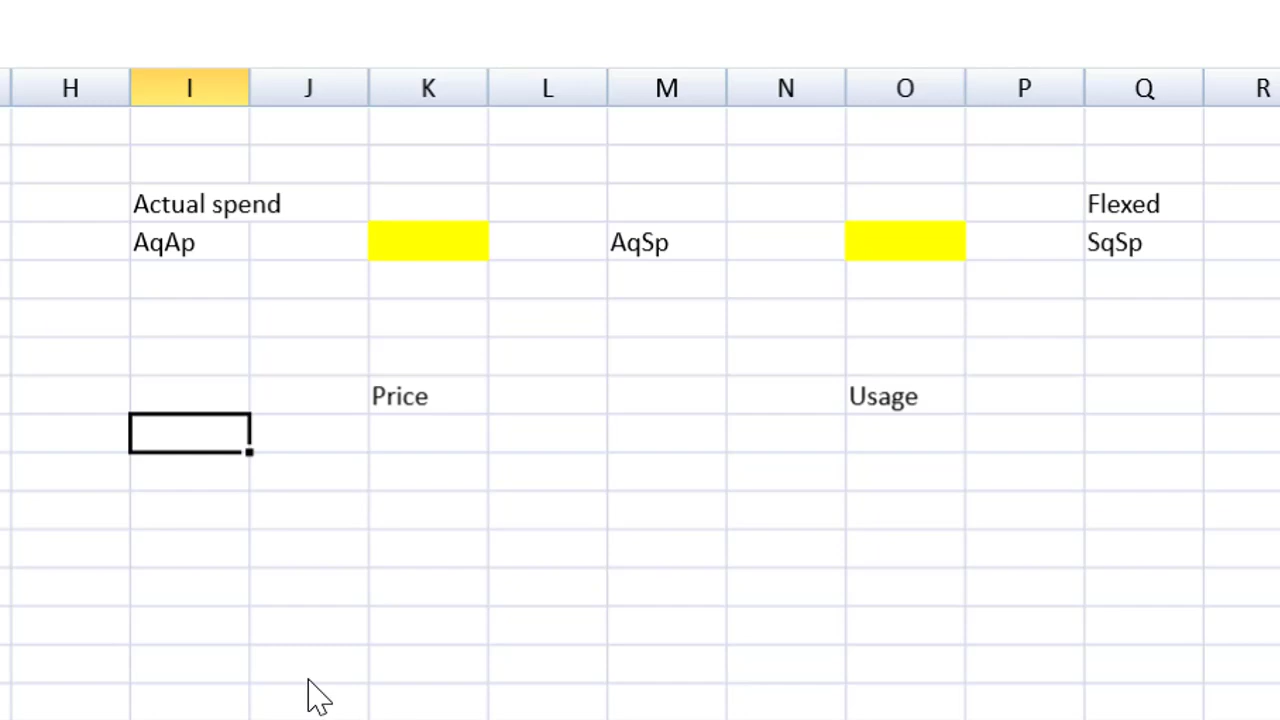 H I J K L M N O P Q R
Actual spend Flexed
AqAp AqSp SqSp
Price Usage